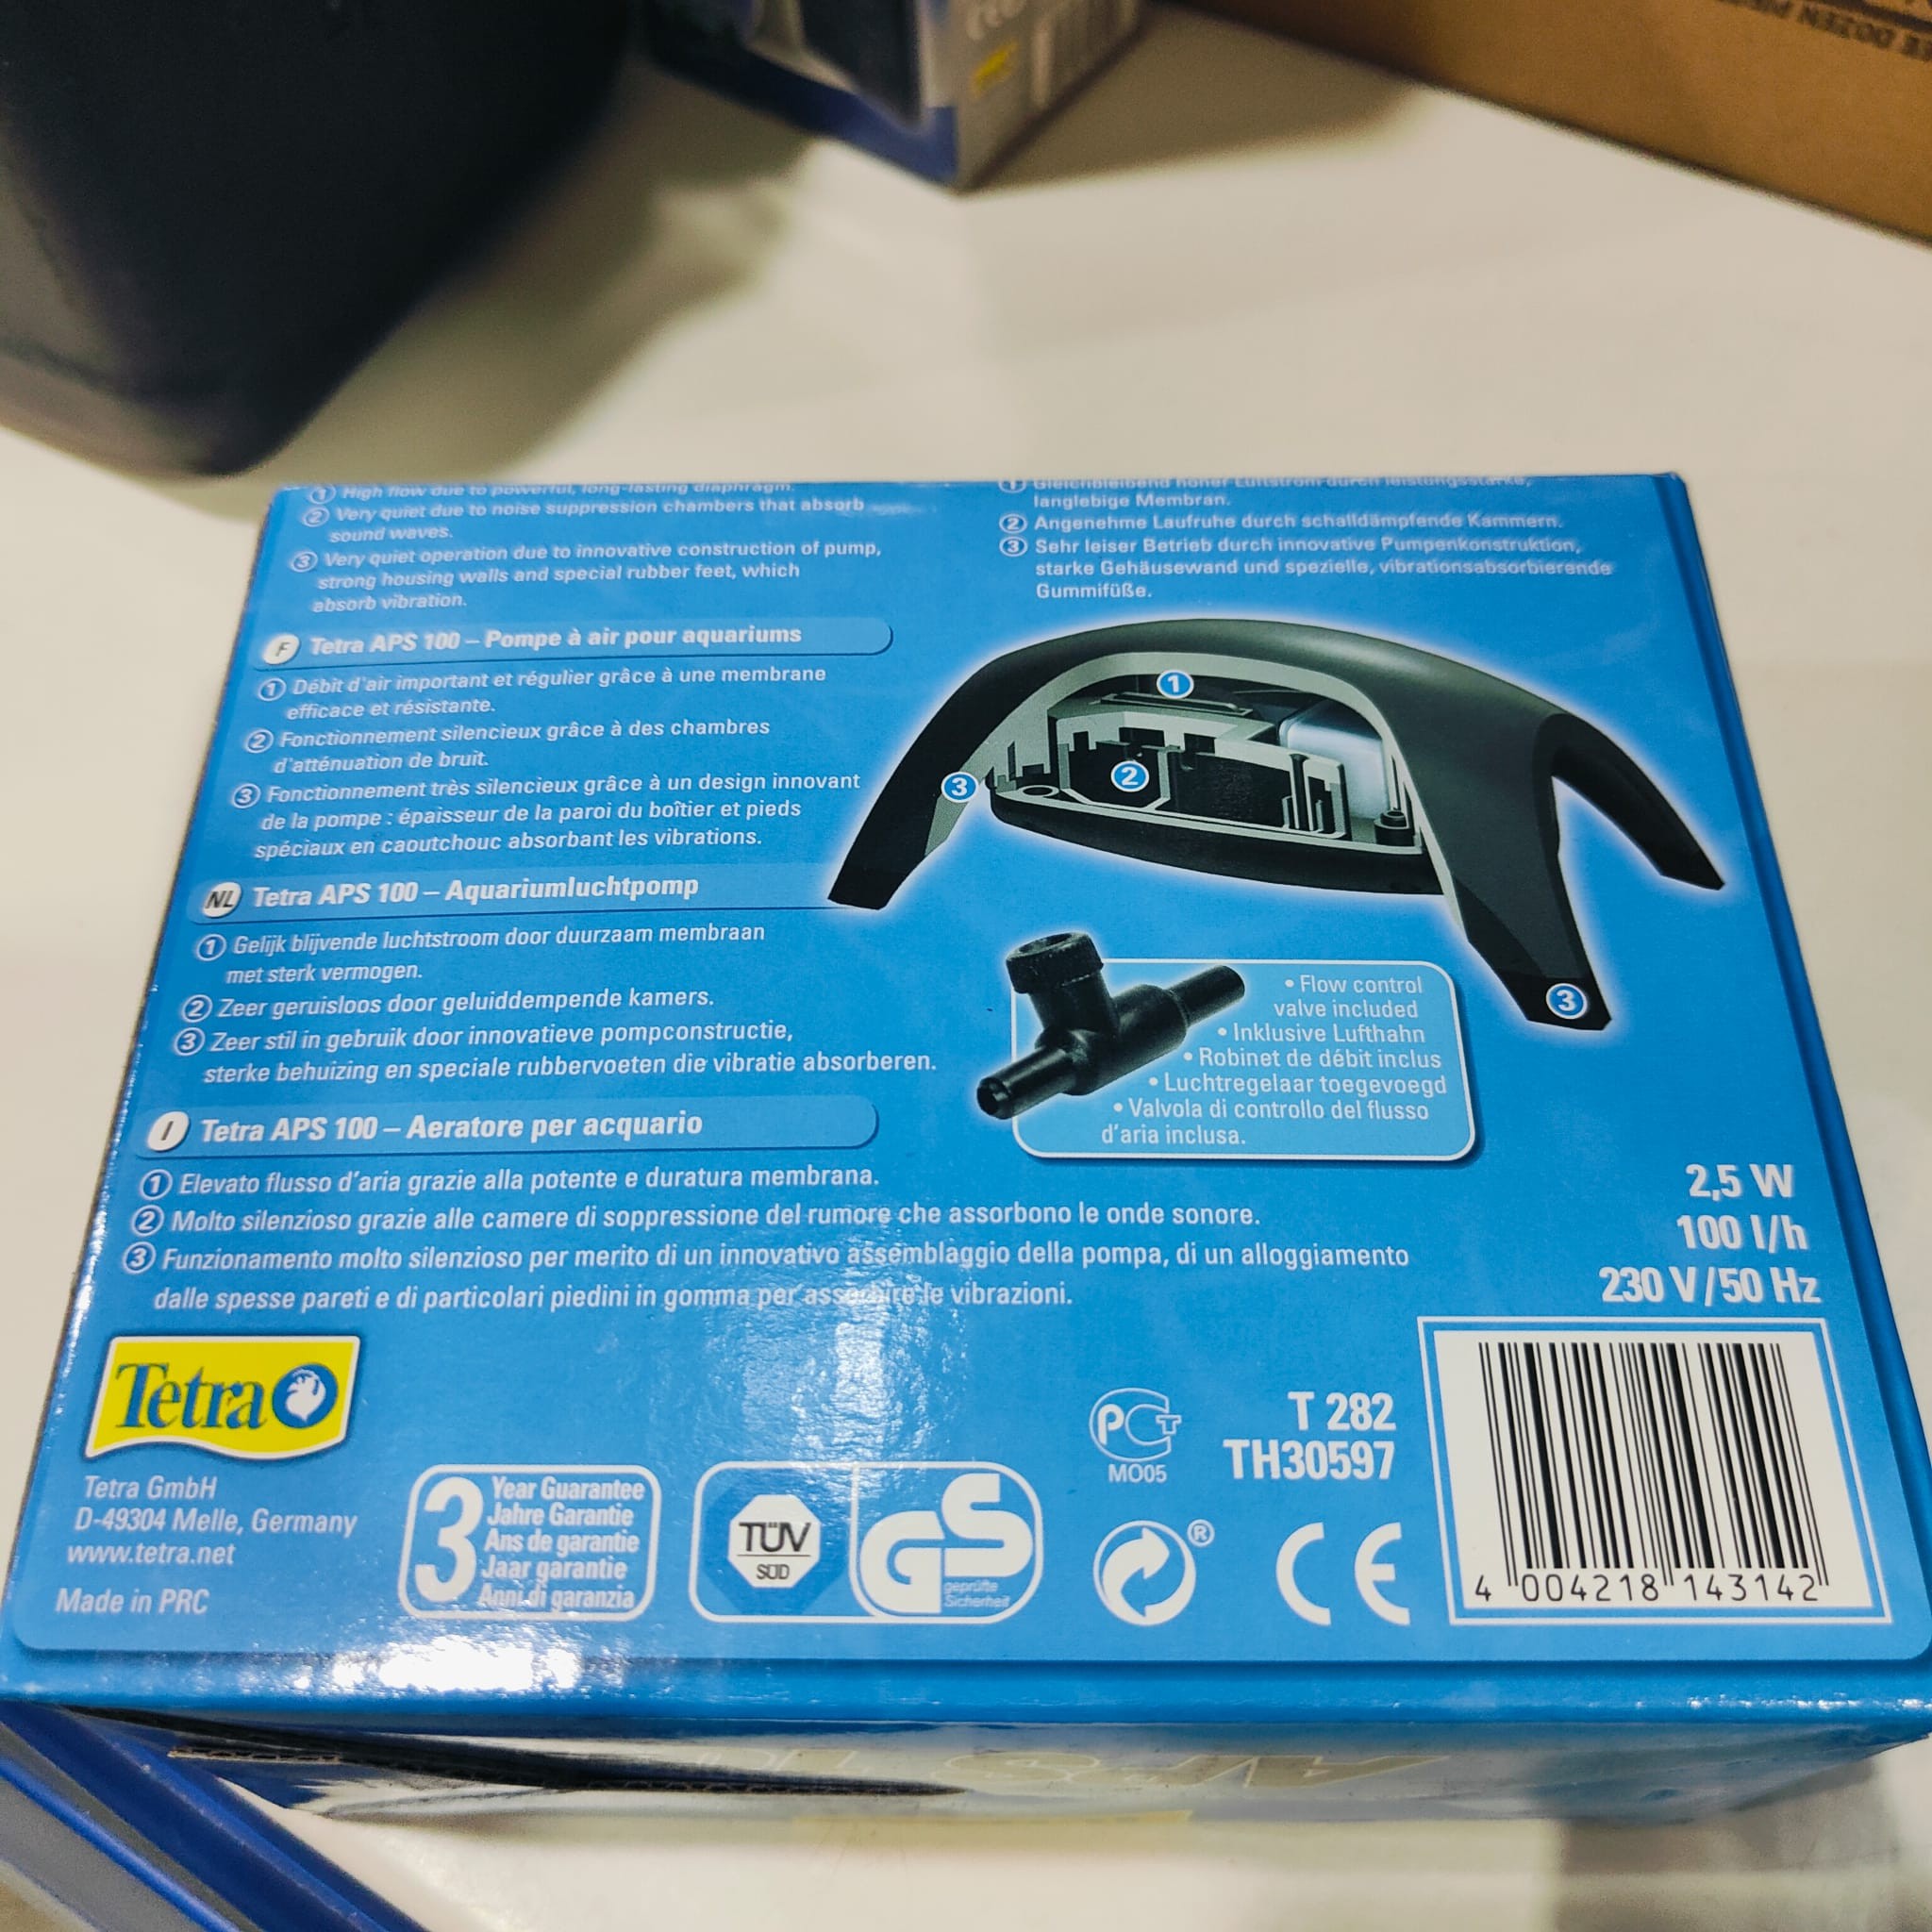 ① High flow due to powerful, long-lasting diaphragm.
② Very quiet due to noise suppression chambers that absorb
sound waves.
③ Very quiet operation due to innovative construction of pump,
strong housing walls and special rubber feet, which
absorb vibration.
① Gleichbleibend hoher Luftstrom durch leistungsstarke,
langlebige Membran.
② Angenehme Laufruhe durch schalldämpfende Kammern.
③ Sehr leiser Betrieb durch innovative Pumpenkonstruktion,
starke Gehäusewand und spezielle, vibrationsabsorbierende
Gummifüße.
F Tetra APS 100 – Pompe à air pour aquariums
① Débit d'air important et régulier grâce à une membrane
efficace et résistante.
② Fonctionnement silencieux grâce à des chambres
d'atténuation de bruit.
③ Fonctionnement très silencieux grâce à un design innovant
de la pompe : épaisseur de la paroi du boîtier et pieds
spéciaux en caoutchouc absorbant les vibrations.
NL Tetra APS 100 – Aquariumluchtpomp
① Gelijk blijvende luchtstroom door duurzaam membraan
met sterk vermogen.
② Zeer geruisloos door geluiddempende kamers.
③ Zeer stil in gebruik door innovatieve pompconstructie,
sterke behuizing en speciale rubbervoeten die vibratie absorberen.
I Tetra APS 100 – Aeratore per acquario
① Elevato flusso d'aria grazie alla potente e duratura membrana.
② Molto silenzioso grazie alle camere di soppressione del rumore che assorbono le onde sonore.
③ Funzionamento molto silenzioso per merito di un innovativo assemblaggio della pompa, di un alloggiamento
dalle spesse pareti e di particolari piedini in gomma per assorbire le vibrazioni.
1
2
3
3
• Flow control
valve included
• Inklusive Lufthahn
• Robinet de débit inclus
• Luchtregelaar toegevoegd
• Valvola di controllo del flusso
d'aria inclusa.
2,5 W
100 l/h
230 V/50 Hz
Tetra
Tetra GmbH
D-49304 Melle, Germany
www.tetra.net
Made in PRC
3 Year Guarantee
Jahre Garantie
Ans de garantie
Jaar garantie
Anni di garanzia
TÜV
SÜD
GS
geprüfte
Sicherheit
PCT
MO05
®
T 282
TH30597
CE
4 004218 143142
APS